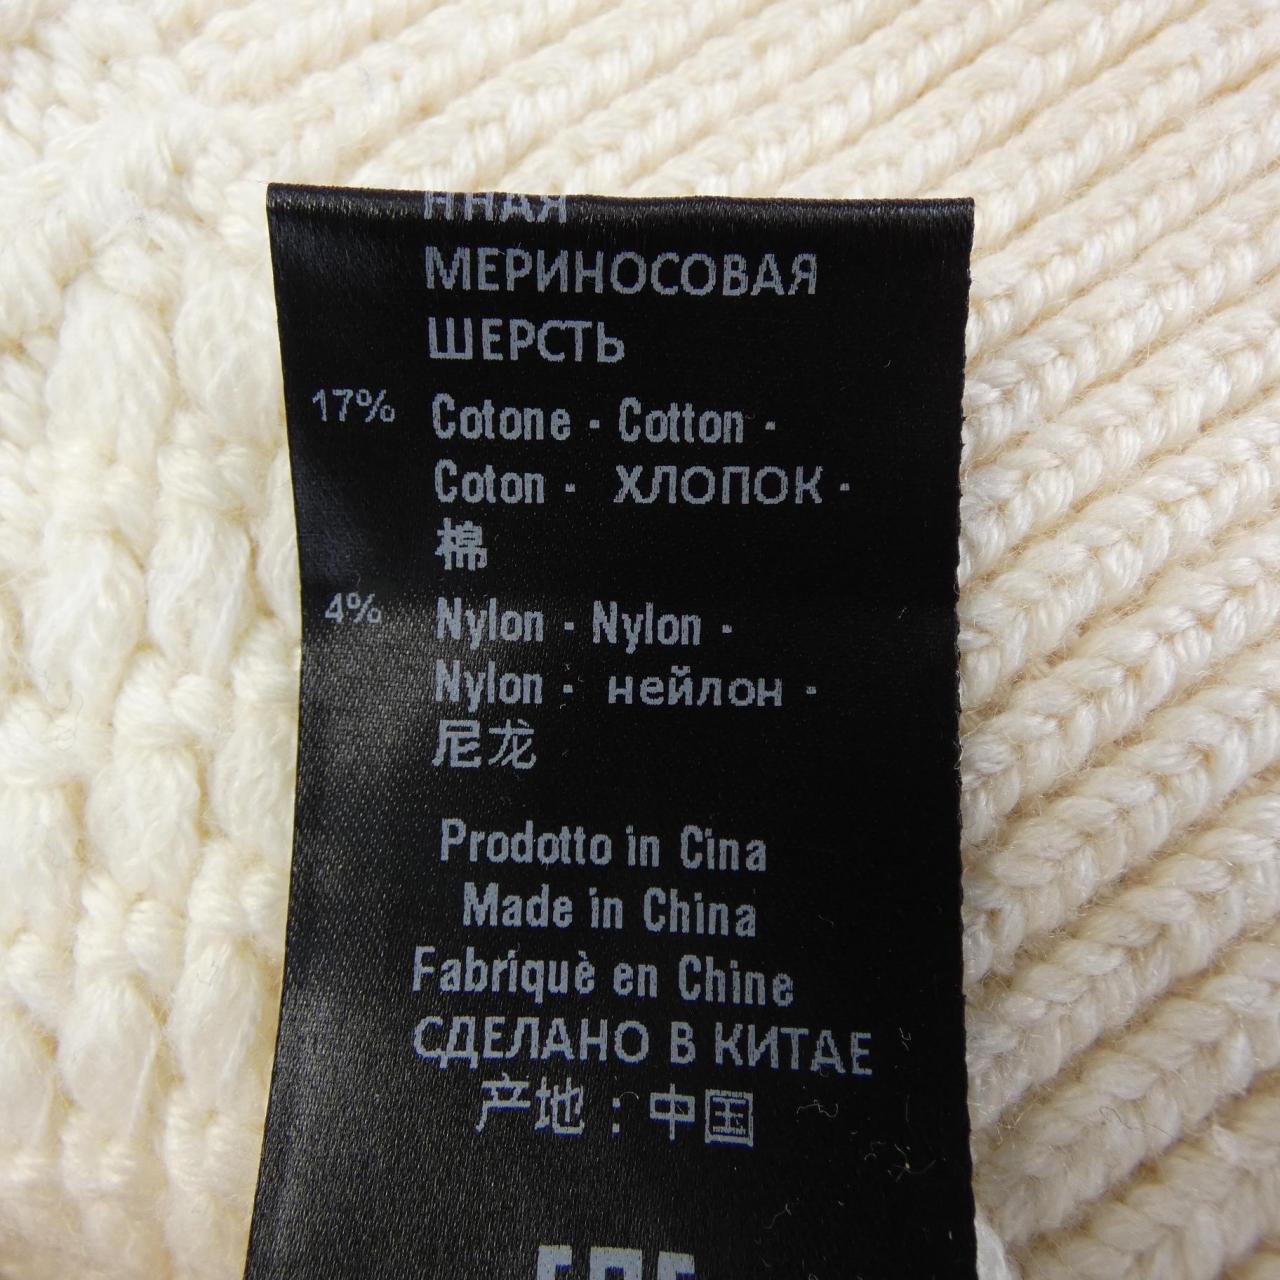 ННАЯ
МЕРИНОСОВАЯ
ШЕРСТЬ
17% Cotone - Cotton -
Coton - ХЛОПОК -
棉
4% Nylon - Nylon -
Nylon - нейлон -
尼龙
Prodotto in Cina
Made in China
Fabriquè en Chine
СДЕЛАНО В КИТАЕ
产地：中国